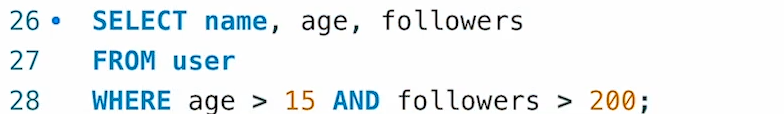 26 • SELECT name, age, followers
27 FROM user
28 WHERE age > 15 AND followers > 200;